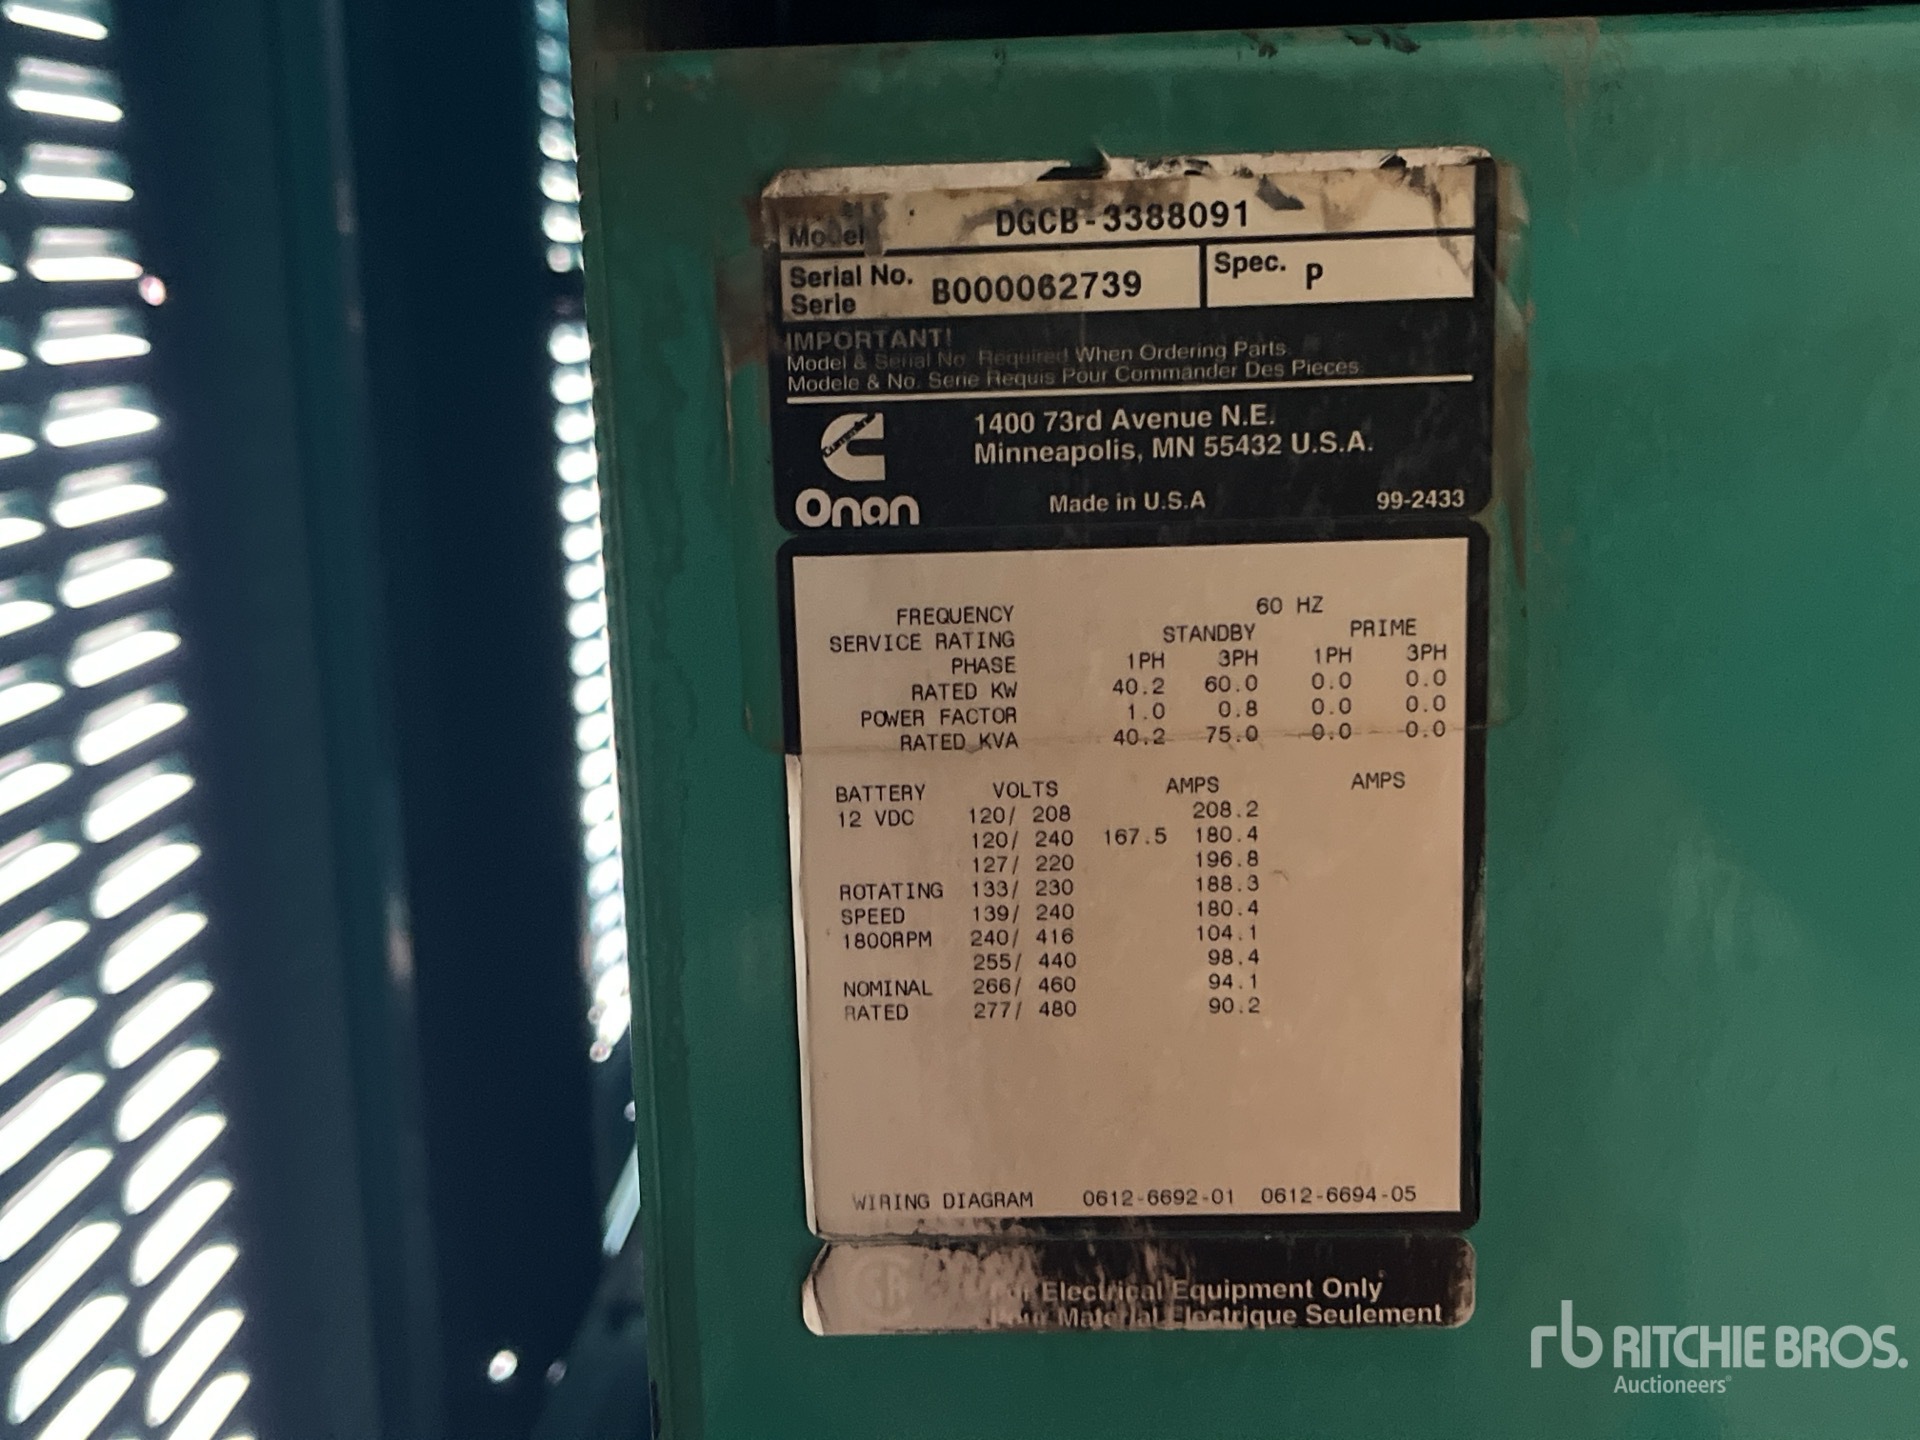 Model DGCB-3388091
Serial No. B000062739 Spec. P
Serie
IMPORTANT!
Model & Serial No. Required When Ordering Parts
Modele & No. Serie Requis Pour Commander Des Pieces
Cummins
Onan
1400 73rd Avenue N.E.
Minneapolis, MN 55432 U.S.A.
Made in U.S.A 99-2433
FREQUENCY 60 HZ
SERVICE RATING STANDBY PRIME
PHASE 1PH 3PH 1PH 3PH
RATED KW 40.2 60.0 0.0 0.0
POWER FACTOR 1.0 0.8 0.0 0.0
RATED KVA 40.2 75.0 0.0 0.0
BATTERY VOLTS AMPS AMPS
12 VDC 120/ 208 208.2
120/ 240 167.5 180.4
127/ 220 196.8
ROTATING 133/ 230 188.3
SPEED 139/ 240 180.4
1800RPM 240/ 416 104.1
255/ 440 98.4
NOMINAL 266/ 460 94.1
RATED 277/ 480 90.2
WIRING DIAGRAM 0612-6692-01 0612-6694-05
For Electrical Equipment Only
Pour Material Electrique Seulement
rb RITCHIE BROS.
Auctioneers